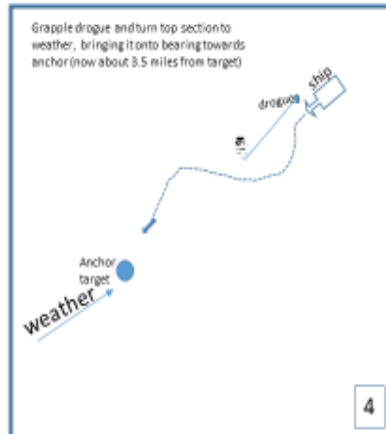 Grapple drogue and turn top section to
weather, bringing it onto bearing towards
anchor (now about 3.5 miles from target)
ship
drogue
Anchor
target
weather
4